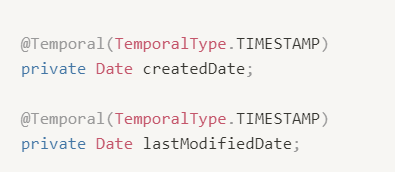 @Temporal(TemporalType.TIMESTAMP)
private Date createdDate;
@Temporal(TemporalType.TIMESTAMP)
private Date lastModifiedDate;